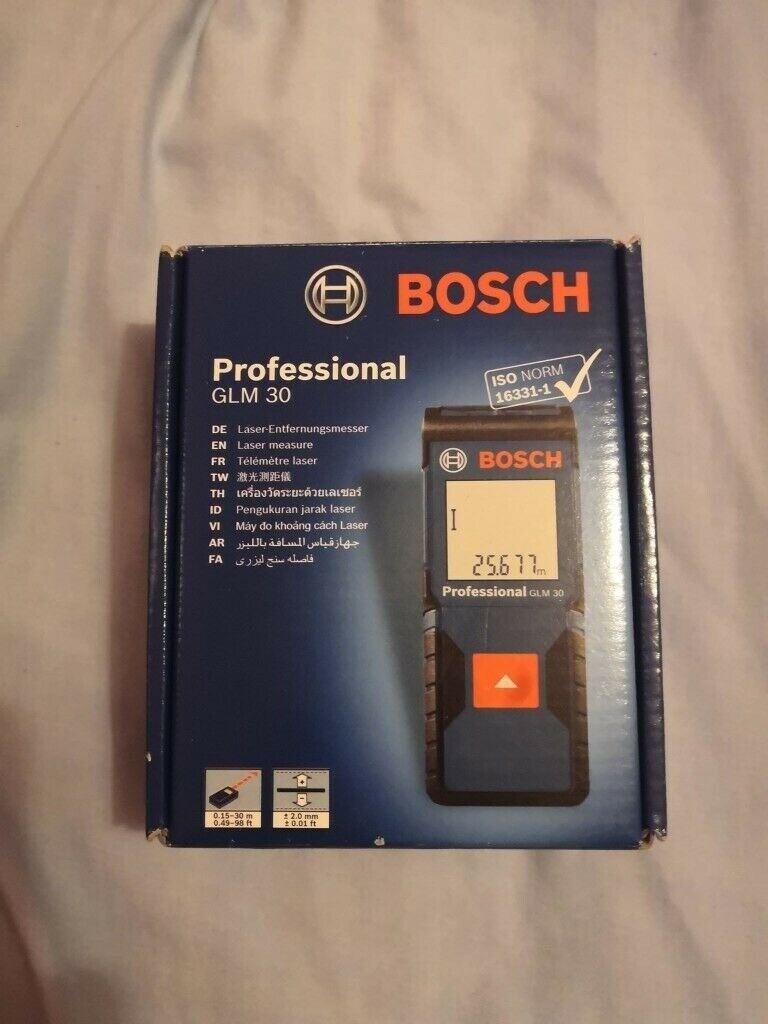 BOSCH
Professional
GLM 30
ISO NORM
16331-1
DE Laser-Entfernungsmesser
EN Laser measure
FR Télémètre laser
TW 激光測距儀
TH เครื่องวัดระยะด้วยเลเซอร์
ID Pengukuran jarak laser
VI Máy đo khoảng cách Laser
AR جهاز قياس المسافة بالليزر
FA فاصله سنج لیزری
BOSCH
25.677m
Professional GLM 30
0.15–30 m
0.49–98 ft
± 2.0 mm
± 0.01 ft